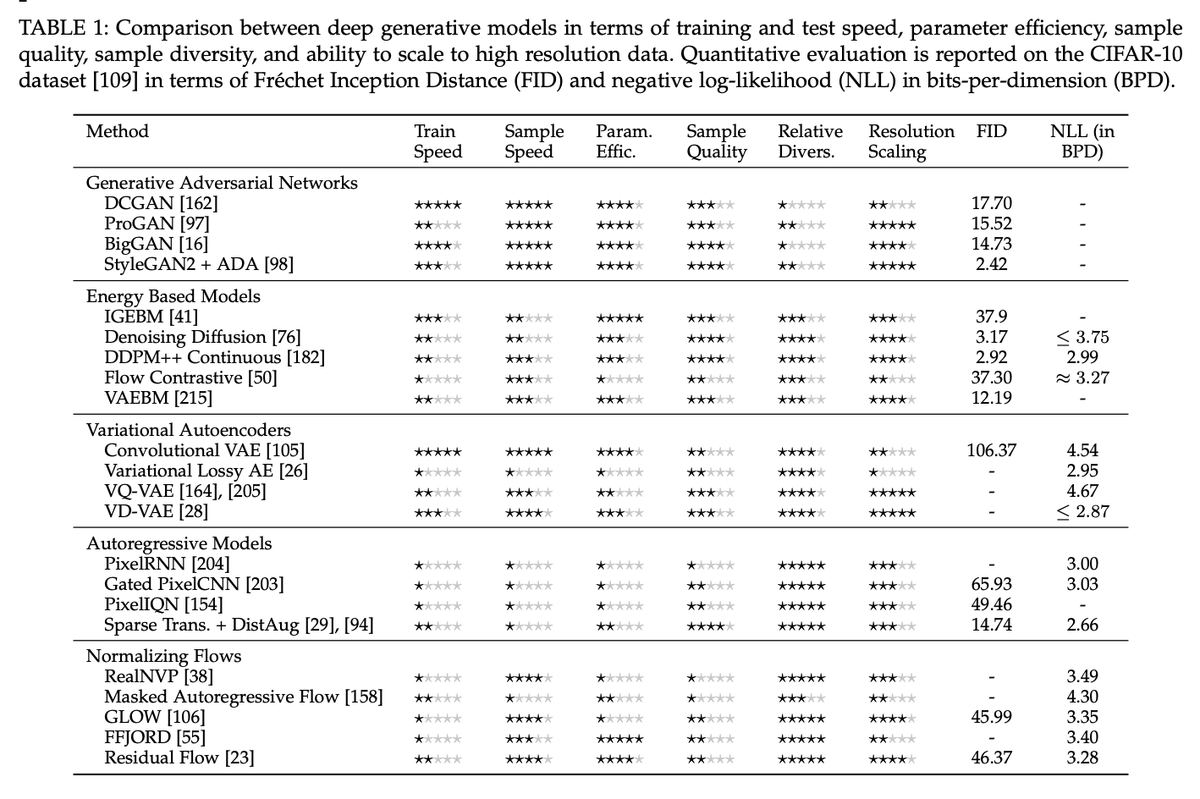 TABLE 1: Comparison between deep generative models in terms of training and test speed, parameter efficiency, sample
quality, sample diversity, and ability to scale to high resolution data. Quantitative evaluation is reported on the CIFAR-10
dataset [109] in terms of Fréchet Inception Distance (FID) and negative log-likelihood (NLL) in bits-per-dimension (BPD).
Method Train Speed Sample Speed Param. Effic. Sample Quality Relative Divers. Resolution Scaling FID NLL (in BPD)
Generative Adversarial Networks
DCGAN [162] ★★★★★ ★★★★★ ★★★★☆ ★★★☆☆ ★☆☆☆☆ ★★☆☆☆ 17.70 -
ProGAN [97] ★★☆☆☆ ★★★★★ ★★★★☆ ★★★☆☆ ★★☆☆☆ ★★★★★ 15.52 -
BigGAN [16] ★★★★☆ ★★★★★ ★★★★☆ ★★★★☆ ★☆☆☆☆ ★★★★☆ 14.73 -
StyleGAN2 + ADA [98] ★★★☆☆ ★★★★★ ★★★★☆ ★★★★☆ ★★☆☆☆ ★★★★★ 2.42 -
Energy Based Models
IGEBM [41] ★★★☆☆ ★★☆☆☆ ★★★★★ ★★★☆☆ ★★★☆☆ ★★★☆☆ 37.9 -
Denoising Diffusion [76] ★★☆☆☆ ★★☆☆☆ ★★★☆☆ ★★★★☆ ★★★★☆ ★★★★☆ 3.17 ≤ 3.75
DDPM++ Continuous [182] ★★☆☆☆ ★★★☆☆ ★★★☆☆ ★★★★☆ ★★★★☆ ★★★★☆ 2.92 2.99
Flow Contrastive [50] ★☆☆☆☆ ★★★☆☆ ★☆☆☆☆ ★★☆☆☆ ★★★☆☆ ★★☆☆☆ 37.30 ≈ 3.27
VAEBM [215] ★★☆☆☆ ★★★☆☆ ★★★☆☆ ★★★☆☆ ★★★☆☆ ★★★★☆ 12.19 -
Variational Autoencoders
Convolutional VAE [105] ★★★★★ ★★★★★ ★★★★☆ ★★☆☆☆ ★★★★☆ ★★☆☆☆ 106.37 4.54
Variational Lossy AE [26] ★☆☆☆☆ ★☆☆☆☆ ★☆☆☆☆ ★★☆☆☆ ★★★★☆ ★☆☆☆☆ - 2.95
VQ-VAE [164], [205] ★★☆☆☆ ★★★☆☆ ★★☆☆☆ ★★★☆☆ ★★★★☆ ★★★★★ - 4.67
VD-VAE [28] ★★★☆☆ ★★★★☆ ★★★☆☆ ★★★☆☆ ★★★★☆ ★★★★★ - ≤ 2.87
Autoregressive Models
PixelRNN [204] ★☆☆☆☆ ★☆☆☆☆ ★☆☆☆☆ ★☆☆☆☆ ★★★★★ ★★★☆☆ - 3.00
Gated PixelCNN [203] ★☆☆☆☆ ★☆☆☆☆ ★☆☆☆☆ ★★☆☆☆ ★★★★★ ★★★☆☆ 65.93 3.03
PixelIQN [154] ★☆☆☆☆ ★☆☆☆☆ ★☆☆☆☆ ★★☆☆☆ ★★★★★ ★★★☆☆ 49.46 -
Sparse Trans. + DistAug [29], [94] ★★☆☆☆ ★☆☆☆☆ ★★☆☆☆ ★★★★☆ ★★★★★ ★★★☆☆ 14.74 2.66
Normalizing Flows
RealNVP [38] ★☆☆☆☆ ★★★★☆ ★☆☆☆☆ ★☆☆☆☆ ★★★★★ ★★★☆☆ - 3.49
Masked Autoregressive Flow [158] ★★☆☆☆ ★☆☆☆☆ ★★☆☆☆ ★☆☆☆☆ ★★★☆☆ ★★☆☆☆ - 4.30
GLOW [106] ★☆☆☆☆ ★★★★☆ ★☆☆☆☆ ★★☆☆☆ ★★★★★ ★★★★☆ 45.99 3.35
FFJORD [55] ★☆☆☆☆ ★★★☆☆ ★★★★★ ★★☆☆☆ ★★★★★ ★★☆☆☆ - 3.40
Residual Flow [23] ★★☆☆☆ ★★★★☆ ★★★★☆ ★★☆☆☆ ★★★★★ ★★★★☆ 46.37 3.28